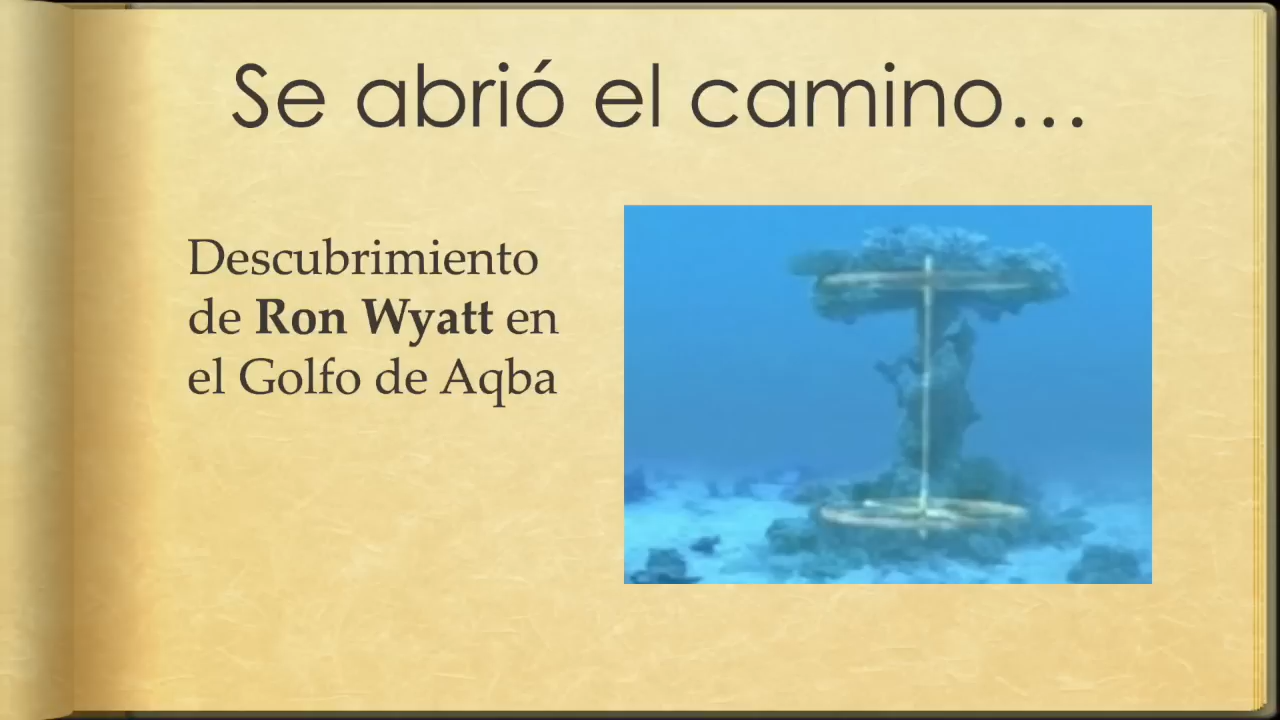 Se abrió el camino...
Descubrimiento
de Ron Wyatt en
el Golfo de Aqba